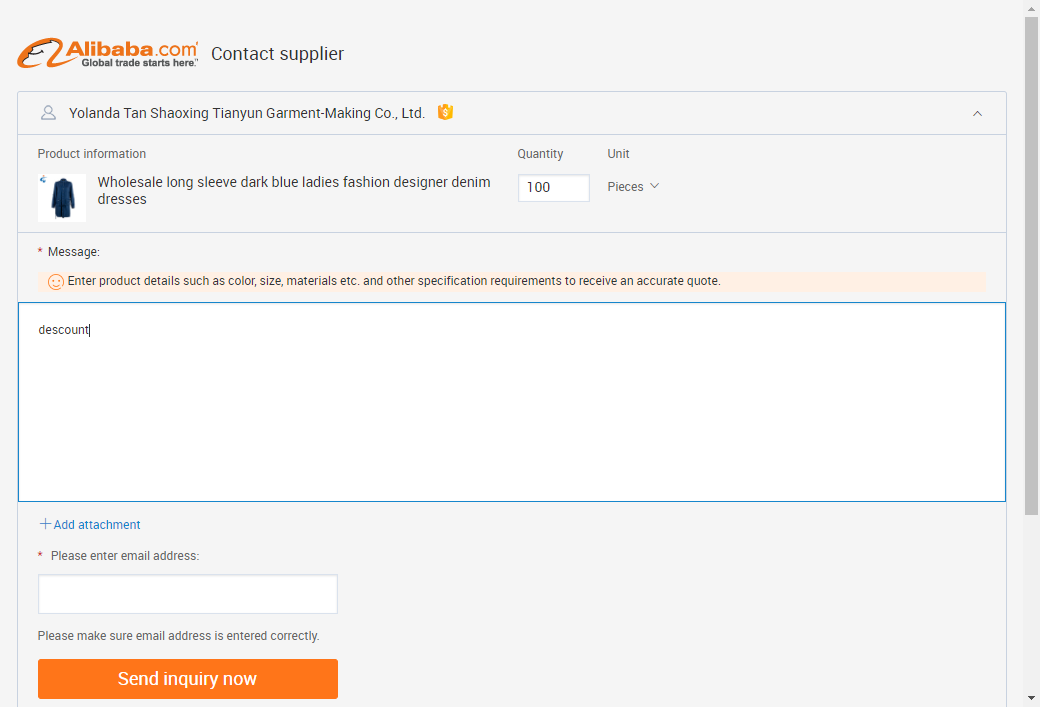 Alibaba.com
Global trade starts here.™
Contact supplier
Yolanda Tan Shaoxing Tianyun Garment-Making Co., Ltd.
$
Product information
Quantity
Unit
Wholesale long sleeve dark blue ladies fashion designer denim
dresses
100
Pieces
* Message:
Enter product details such as color, size, materials etc. and other specification requirements to receive an accurate quote.
descount
+Add attachment
* Please enter email address:
Please make sure email address is entered correctly.
Send inquiry now